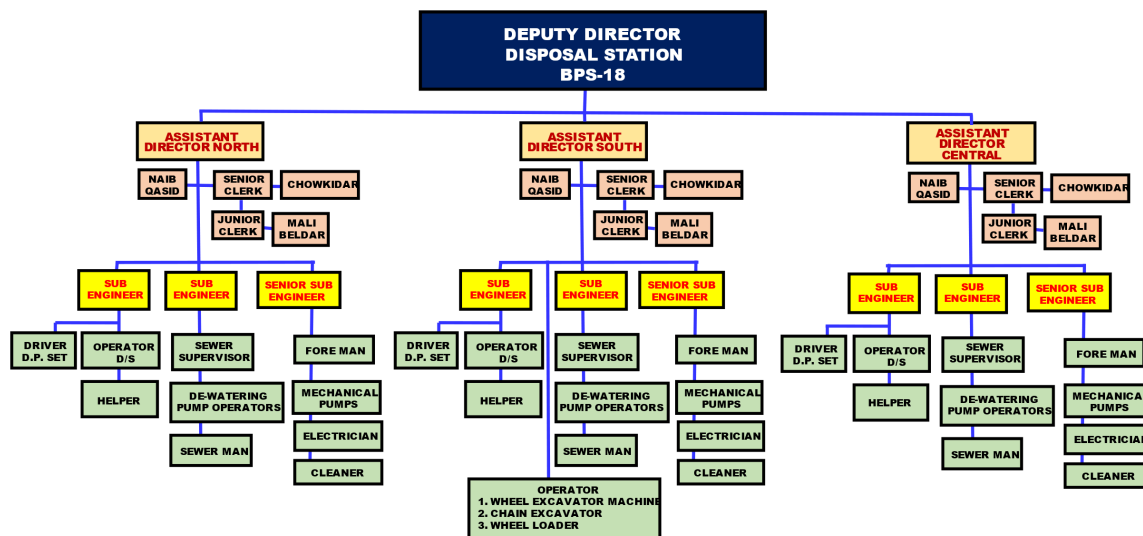 DEPUTY DIRECTOR
DISPOSAL STATION
BPS-18
ASSISTANT
DIRECTOR NORTH
NAIB
QASID
SENIOR
CLERK
CHOWKIDAR
JUNIOR
CLERK
MALI
BELDAR
SUB
ENGINEER
SUB
ENGINEER
SENIOR SUB
ENGINEER
DRIVER
D.P. SET
OPERATOR
D/S
HELPER
SEWER
SUPERVISOR
DE-WATERING
PUMP OPERATORS
SEWER MAN
FORE MAN
MECHANICAL
PUMPS
ELECTRICIAN
CLEANER
ASSISTANT
DIRECTOR SOUTH
NAIB
QASID
SENIOR
CLERK
CHOWKIDAR
JUNIOR
CLERK
MALI
BELDAR
SUB
ENGINEER
SUB
ENGINEER
SENIOR SUB
ENGINEER
DRIVER
D.P. SET
OPERATOR
D/S
HELPER
SEWER
SUPERVISOR
DE-WATERING
PUMP OPERATORS
SEWER MAN
FORE MAN
MECHANICAL
PUMPS
ELECTRICIAN
CLEANER
OPERATOR
1. WHEEL EXCAVATOR MACHINE
2. CHAIN EXCAVATOR
3. WHEEL LOADER
ASSISTANT
DIRECTOR
CENTRAL
NAIB
QASID
SENIOR
CLERK
CHOWKIDAR
JUNIOR
CLERK
MALI
BELDAR
SUB
ENGINEER
SUB
ENGINEER
SENIOR SUB
ENGINEER
DRIVER
D.P. SET
OPERATOR
D/S
HELPER
SEWER
SUPERVISOR
DE-WATERING
PUMP OPERATORS
SEWER MAN
FORE MAN
MECHANICAL
PUMPS
ELECTRICIAN
CLEANER